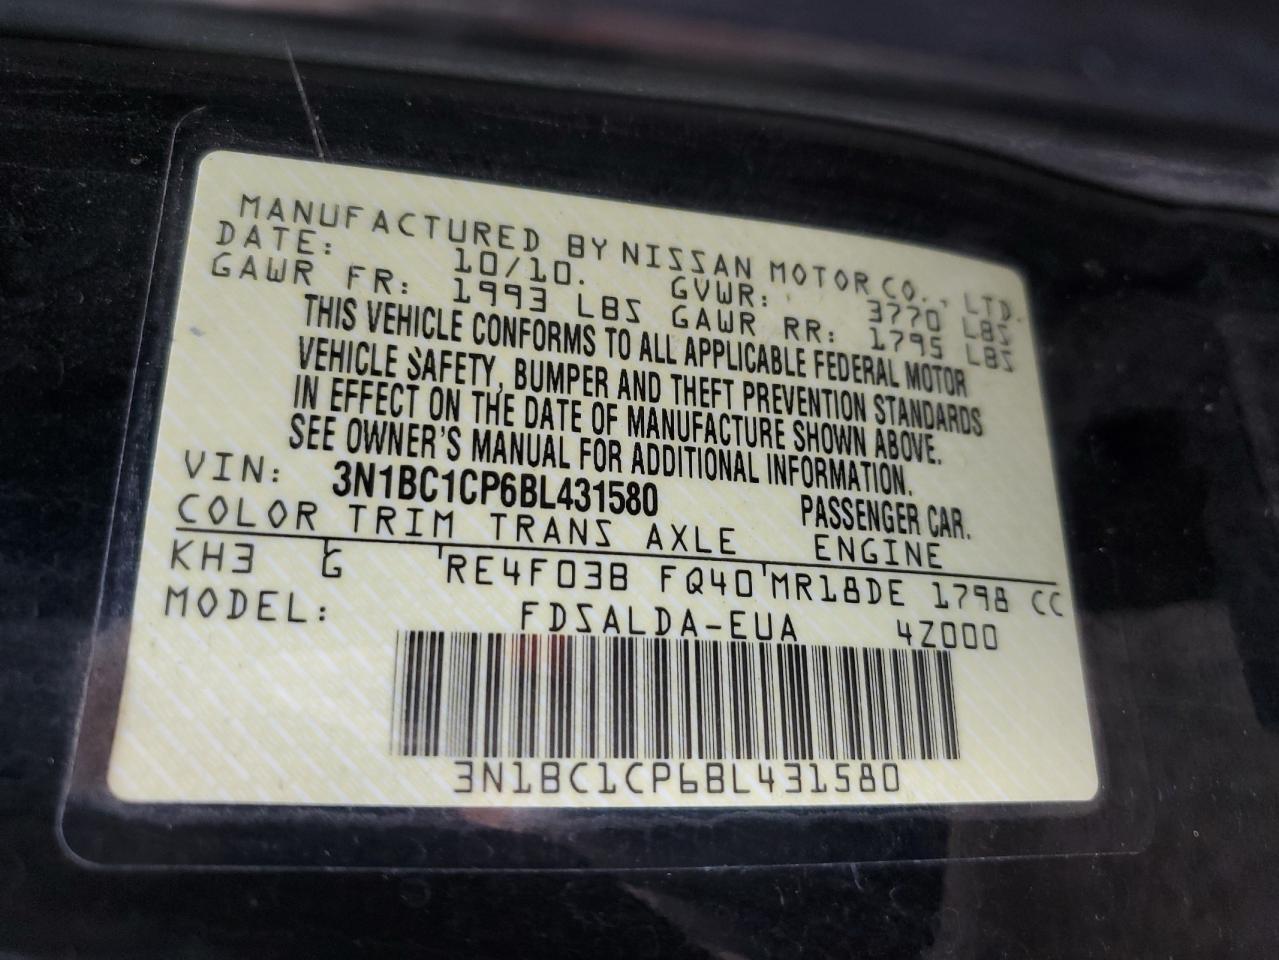 MANUFACTURED BY NISSAN MOTOR CO., LTD.
DATE: 10/10. GVWR: 3770 LBS
GAWR FR: 1993 LBS GAWR RR: 1795 LBS
THIS VEHICLE CONFORMS TO ALL APPLICABLE FEDERAL MOTOR
VEHICLE SAFETY, BUMPER AND THEFT PREVENTION STANDARDS
IN EFFECT ON THE DATE OF MANUFACTURE SHOWN ABOVE.
SEE OWNER'S MANUAL FOR ADDITIONAL INFORMATION.
VIN: 3N1BC1CP6BL431580 PASSENGER CAR.
COLOR TRIM TRANS AXLE ENGINE
KH3 G RE4F03B FQ40 MR18DE 1798 CC
MODEL: FDSALDA-EUA 4Z000
3N1BC1CP6BL431580